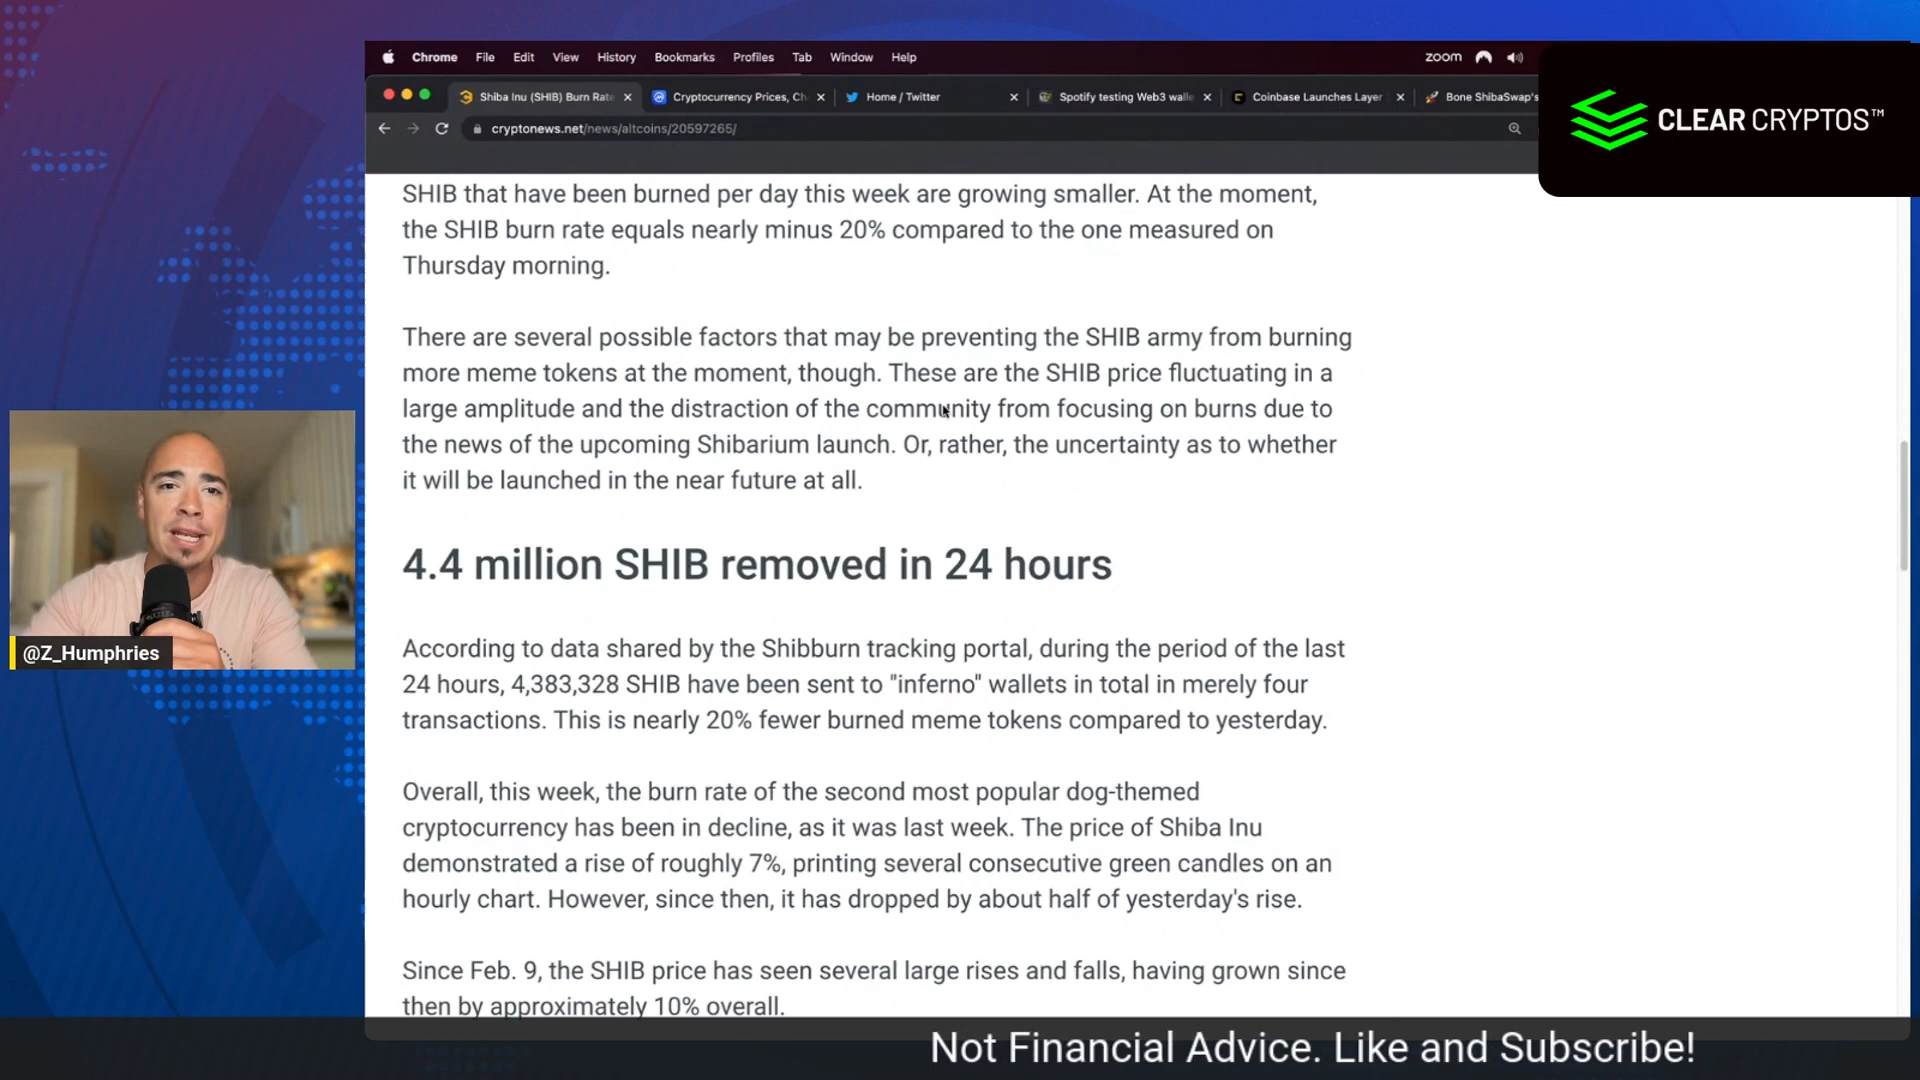 Chrome File Edit View History Bookmarks Profiles Tab Window Help zoom
Shiba Inu (SHIB) Burn Rate Cryptocurrency Prices, Ch Home / Twitter Spotify testing Web3 walle Coinbase Launches Layer Bone ShibaSwap's
cryptonews.net/news/altcoins/20597265/
CLEAR CRYPTOS™
SHIB that have been burned per day this week are growing smaller. At the moment,
the SHIB burn rate equals nearly minus 20% compared to the one measured on
Thursday morning.
There are several possible factors that may be preventing the SHIB army from burning
more meme tokens at the moment, though. These are the SHIB price fluctuating in a
large amplitude and the distraction of the community from focusing on burns due to
the news of the upcoming Shibarium launch. Or, rather, the uncertainty as to whether
it will be launched in the near future at all.
4.4 million SHIB removed in 24 hours
According to data shared by the Shibburn tracking portal, during the period of the last
24 hours, 4,383,328 SHIB have been sent to "inferno" wallets in total in merely four
transactions. This is nearly 20% fewer burned meme tokens compared to yesterday.
Overall, this week, the burn rate of the second most popular dog-themed
cryptocurrency has been in decline, as it was last week. The price of Shiba Inu
demonstrated a rise of roughly 7%, printing several consecutive green candles on an
hourly chart. However, since then, it has dropped by about half of yesterday's rise.
Since Feb. 9, the SHIB price has seen several large rises and falls, having grown since
then by approximately 10% overall.
@Z_Humphries
Not Financial Advice. Like and Subscribe!